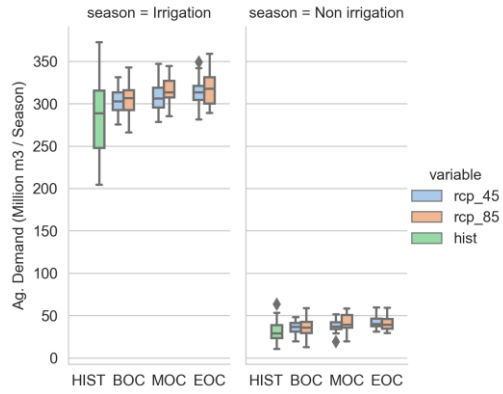 season = Irrigation
season = Non irrigation
Ag. Demand (Million m3 / Season)
350
300
250
200
150
100
50
0
HIST BOC MOC EOC
HIST BOC MOC EOC
variable
rcp_45
rcp_85
hist